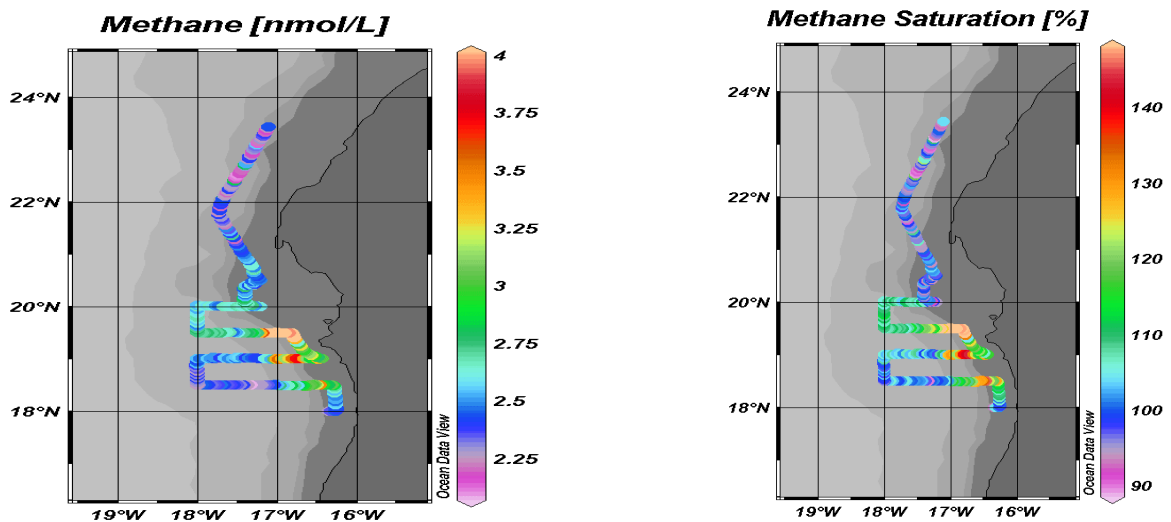 Methane [nmol/L]
24°N
22°N
20°N
18°N
19°W 18°W 17°W 16°W
4
3.75
3.5
3.25
3
2.75
2.5
2.25
Ocean Data View
Methane Saturation [%]
24°N
22°N
20°N
18°N
19°W 18°W 17°W 16°W
140
130
120
110
100
90
Ocean Data View